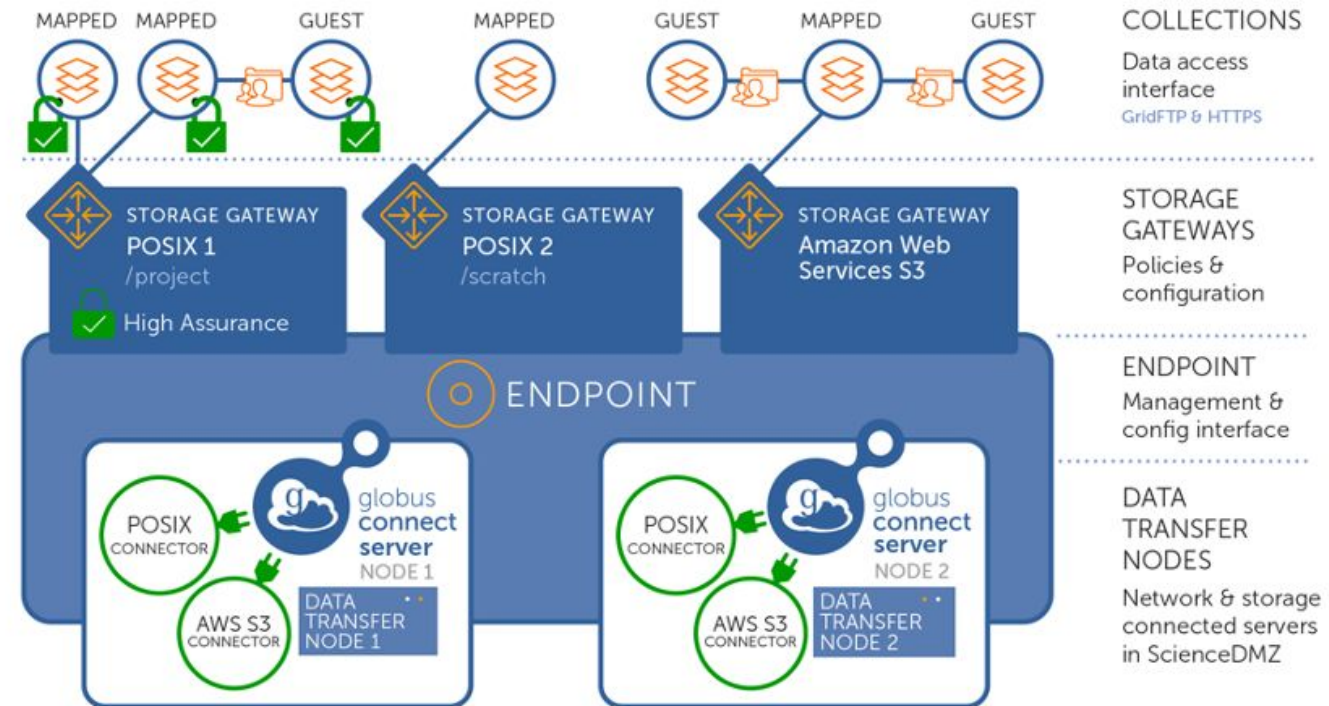 MAPPED
MAPPED
GUEST
MAPPED
GUEST
MAPPED
GUEST
COLLECTIONS
Data access
interface
GridFTP & HTTPS
STORAGE GATEWAY
POSIX 1
/project
High Assurance
STORAGE GATEWAY
POSIX 2
/scratch
STORAGE GATEWAY
Amazon Web
Services S3
STORAGE
GATEWAYS
Policies &
configuration
ENDPOINT
ENDPOINT
Management &
config interface
POSIX
CONNECTOR
AWS S3
CONNECTOR
g
globus
connect
server
NODE 1
DATA
TRANSFER
NODE 1
POSIX
CONNECTOR
AWS S3
CONNECTOR
g
globus
connect
server
NODE 2
DATA
TRANSFER
NODE 2
DATA
TRANSFER
NODES
Network & storage
connected servers
in ScienceDMZ